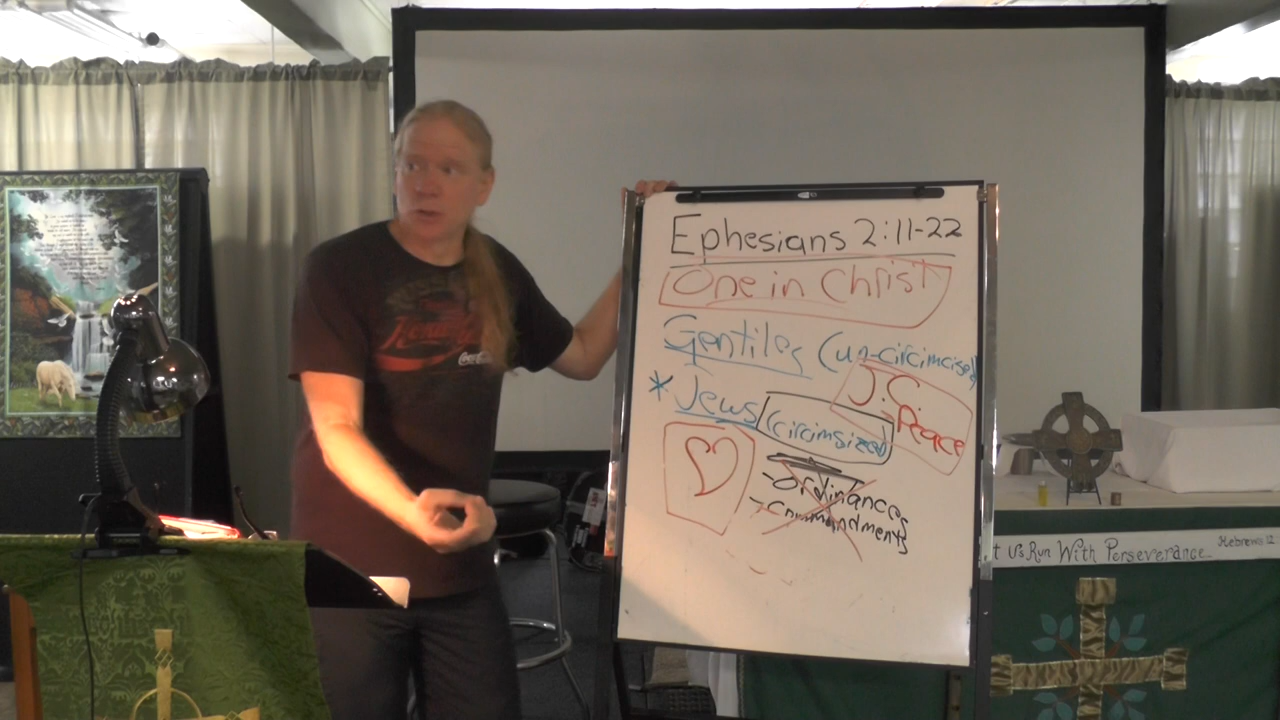 Ephesians 2:11-22
One in Christ
Gentiles (un-circimcised
* Jews (circimsized)
J.C.
Peace
-Ordinances
-Commandments
Coca
t Us Run With Perseverance Hebrews 12